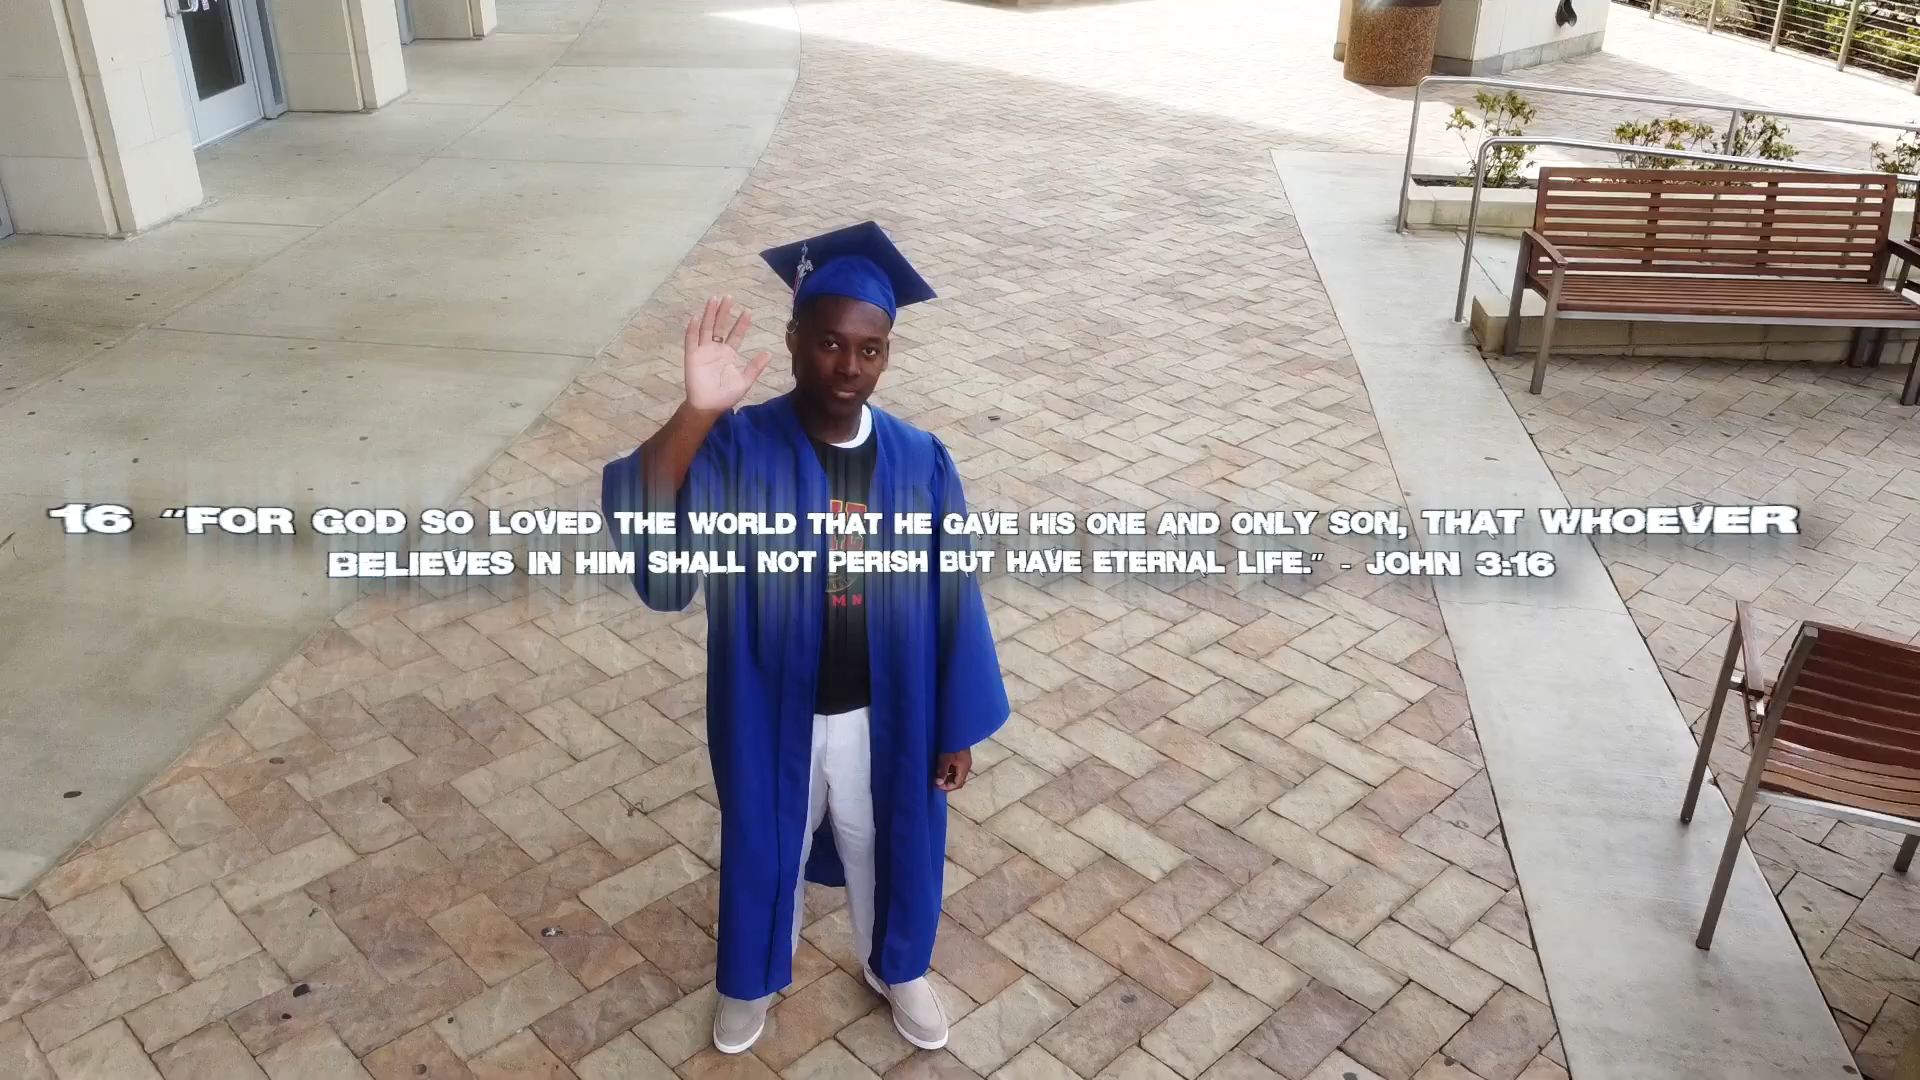 24
16 “FOR GOD SO LOVED THE WORLD THAT HE GAVE HIS ONE AND ONLY SON, THAT WHOEVER
BELIEVES IN HIM SHALL NOT PERISH BUT HAVE ETERNAL LIFE.” - JOHN 3:16